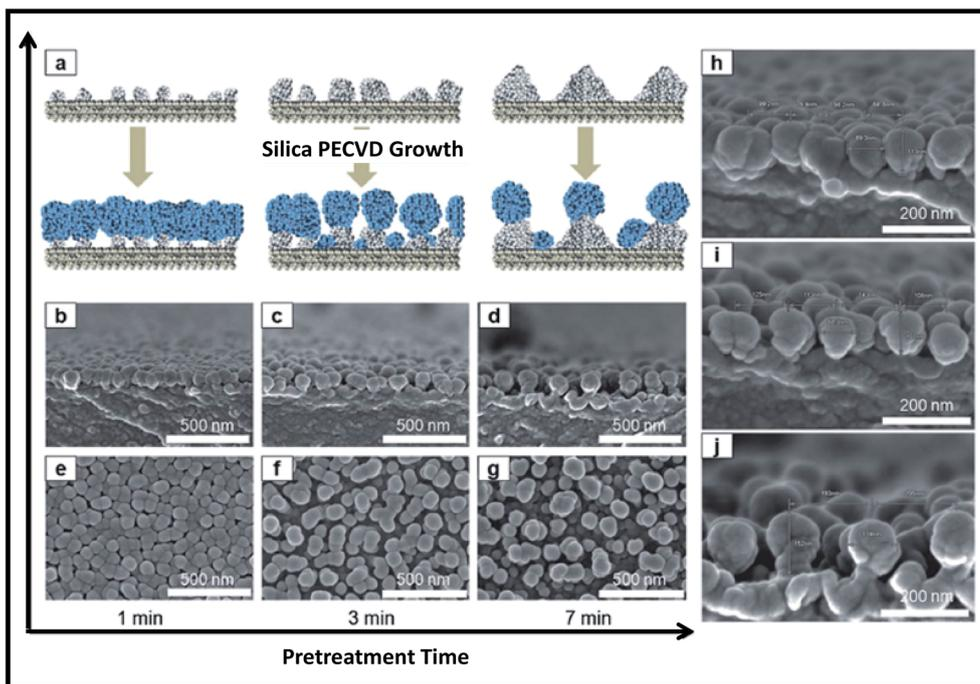 a
Silica PECVD Growth
b
c
d
500 nm
500 nm
500 nm
e
f
g
500 nm
500 nm
500 nm
1 min
3 min
7 min
Pretreatment Time
h
200 nm
i
200 nm
j
200 nm